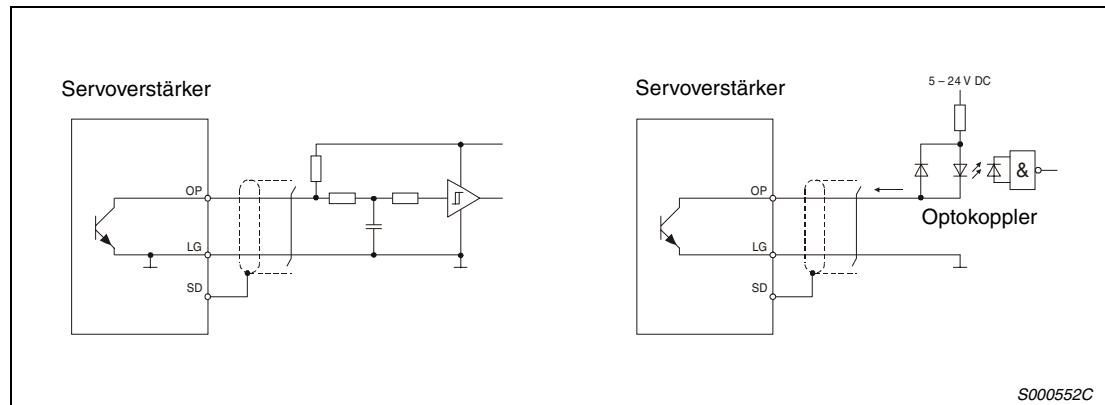 Servoverstärker
OP
LG
SD
Servoverstärker
5 – 24 V DC
OP
&
Optokoppler
LG
SD
S000552C